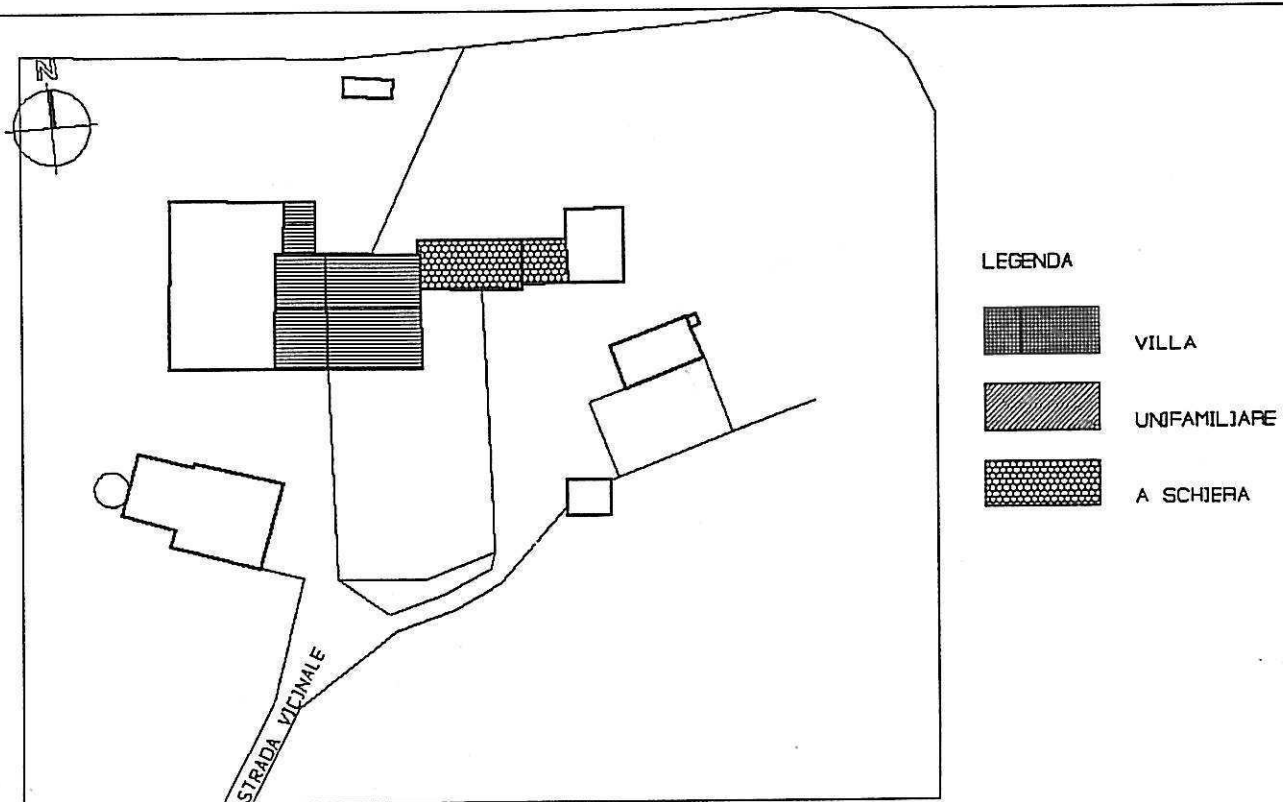 N
LEGENDA
VILLA
UNIFAMILIARE
A SCHIERA
STRADA VICINALE